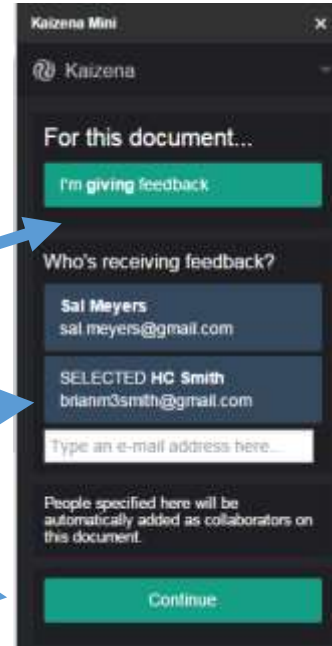 Kaizena Mini ×
Kaizena
For this document...
I'm giving feedback
Who's receiving feedback?
Sal Meyers
sal.meyers@gmail.com
SELECTED HC Smith
brianm3smith@gmail.com
Type an e-mail address here...
People specified here will be
automatically added as collaborators on
this document.
Continue